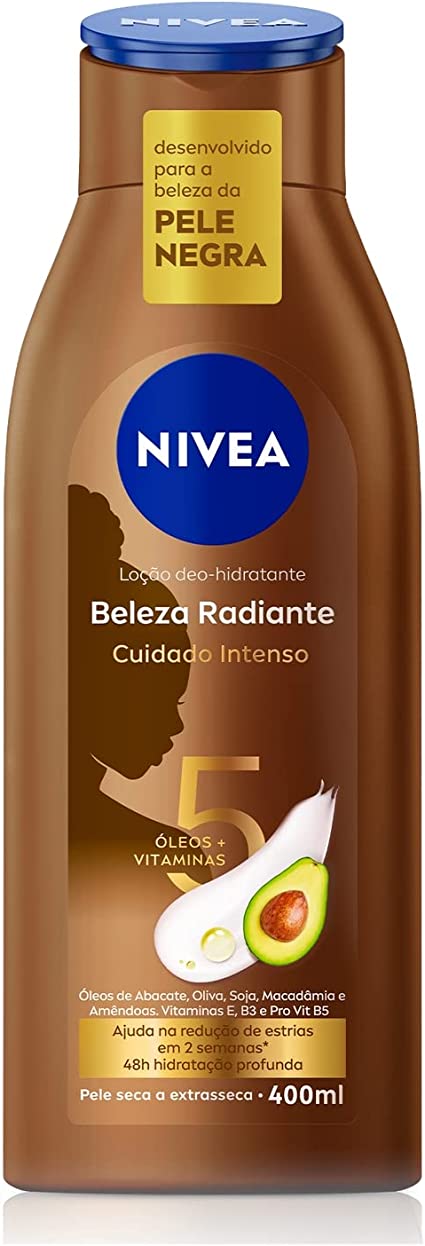 NIVEA
desenvolvido
para a
beleza da
PELE
NEGRA
NIVEA
Loção deo-hidratante
Beleza Radiante
Cuidado Intenso
5
ÓLEOS +
VITAMINAS
Óleos de Abacate, Oliva, Soja, Macadâmia e
Amêndoas. Vitaminas E, B3 e Pro Vit B5
Ajuda na redução de estrias
em 2 semanas*
48h hidratação profunda
Pele seca a extrasseca • 400ml